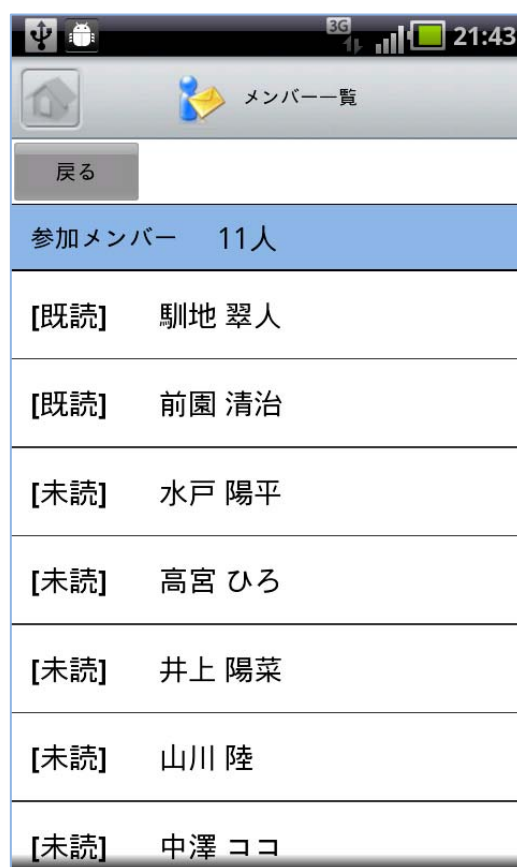 3G 21:43
メンバー一覧
戻る
参加メンバー 11人
[既読] 馴地 翠人
[既読] 前園 清治
[未読] 水戸 陽平
[未読] 高宮 ひろ
[未読] 井上 陽菜
[未読] 山川 陸
[未読] 中澤 ココ